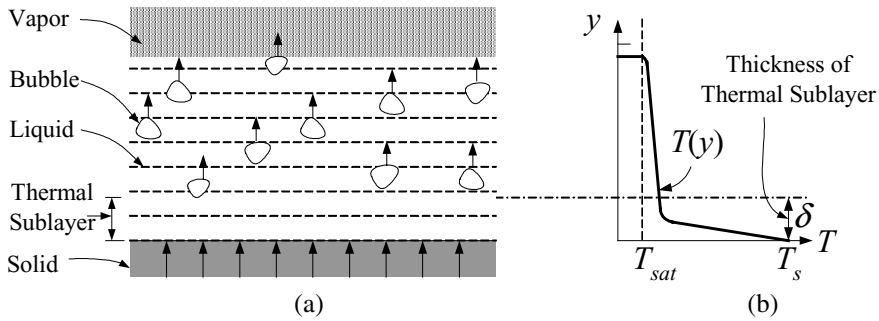 Vapor
Bubble
Liquid
Thermal
Sublayer
Solid
(a)
y
Thickness of
Thermal Sublayer
T(y)
δ
T_sat
T_s
T
(b)